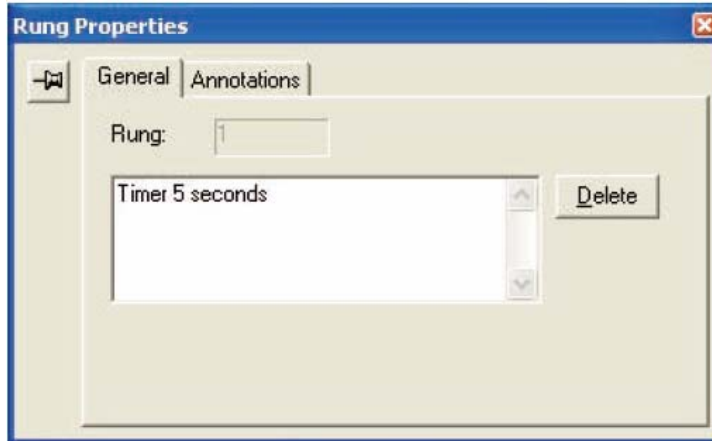 Rung Properties
General Annotations
Rung: 1
Timer 5 seconds
Delete